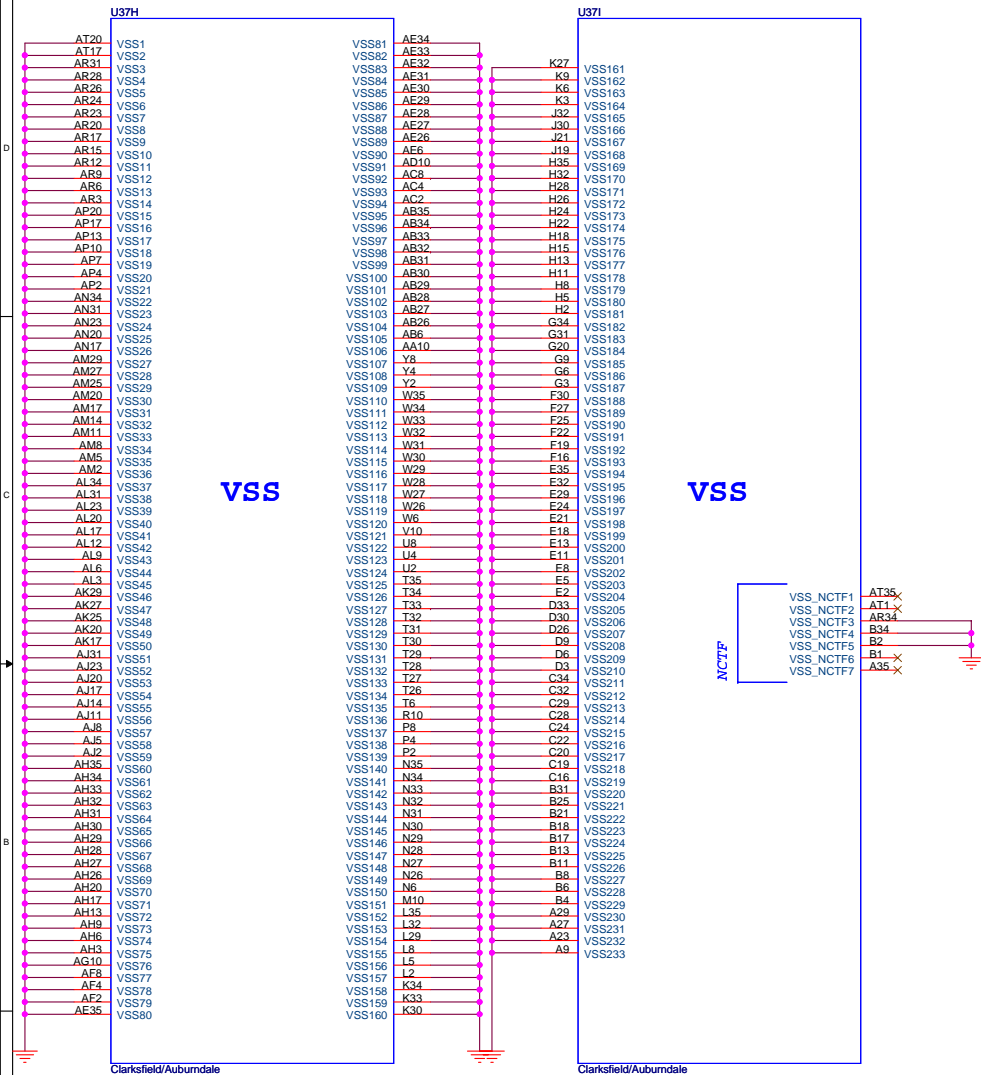 U37H
AT20 VSS1
AT17 VSS2
AR31 VSS3
AR28 VSS4
AR26 VSS5
AR24 VSS6
AR23 VSS7
AR20 VSS8
AR17 VSS9
AR15 VSS10
AR12 VSS11
AR9 VSS12
AR6 VSS13
AR3 VSS14
AP20 VSS15
AP17 VSS16
AP13 VSS17
AP10 VSS18
AP7 VSS19
AP4 VSS20
AP2 VSS21
AN34 VSS22
AN31 VSS23
AN23 VSS24
AN20 VSS25
AN17 VSS26
AM29 VSS27
AM27 VSS28
AM25 VSS29
AM20 VSS30
AM17 VSS31
AM14 VSS32
AM11 VSS33
AM8 VSS34
AM5 VSS35
AM2 VSS36
AL34 VSS37
AL31 VSS38
AL23 VSS39
AL20 VSS40
AL17 VSS41
AL12 VSS42
AL9 VSS43
AL6 VSS44
AL3 VSS45
AK29 VSS46
AK27 VSS47
AK25 VSS48
AK20 VSS49
AK17 VSS50
AJ31 VSS51
AJ23 VSS52
AJ20 VSS53
AJ17 VSS54
AJ14 VSS55
AJ11 VSS56
AJ8 VSS57
AJ5 VSS58
AJ2 VSS59
AH35 VSS60
AH34 VSS61
AH33 VSS62
AH32 VSS63
AH31 VSS64
AH30 VSS65
AH29 VSS66
AH28 VSS67
AH27 VSS68
AH26 VSS69
AH20 VSS70
AH17 VSS71
AH13 VSS72
AH9 VSS73
AH6 VSS74
AH3 VSS75
AG10 VSS76
AF8 VSS77
AF4 VSS78
AF2 VSS79
AE35 VSS80
VSS
VSS81 AE34
VSS82 AE33
VSS83 AE32
VSS84 AE31
VSS85 AE30
VSS86 AE29
VSS87 AE28
VSS88 AE27
VSS89 AE26
VSS90 AE6
VSS91 AD10
VSS92 AC8
VSS93 AC4
VSS94 AC2
VSS95 AB35
VSS96 AB34
VSS97 AB33
VSS98 AB32
VSS99 AB31
VSS100 AB30
VSS101 AB29
VSS102 AB28
VSS103 AB27
VSS104 AB26
VSS105 AB6
VSS106 AA10
VSS107 Y8
VSS108 Y4
VSS109 Y2
VSS110 W35
VSS111 W34
VSS112 W33
VSS113 W32
VSS114 W31
VSS115 W30
VSS116 W29
VSS117 W28
VSS118 W27
VSS119 W26
VSS120 W6
VSS121 V10
VSS122 U8
VSS123 U4
VSS124 U2
VSS125 T35
VSS126 T34
VSS127 T33
VSS128 T32
VSS129 T31
VSS130 T30
VSS131 T29
VSS132 T28
VSS133 T27
VSS134 T26
VSS135 T6
VSS136 R10
VSS137 P8
VSS138 P4
VSS139 P2
VSS140 N35
VSS141 N34
VSS142 N33
VSS143 N32
VSS144 N31
VSS145 N30
VSS146 N29
VSS147 N28
VSS148 N27
VSS149 N26
VSS150 N6
VSS151 M10
VSS152 L35
VSS153 L32
VSS154 L29
VSS155 L8
VSS156 L5
VSS157 L2
VSS158 K34
VSS159 K33
VSS160 K30
Clarksfield/Auburndale
U37I
K27 VSS161
K9 VSS162
K6 VSS163
K3 VSS164
J32 VSS165
J30 VSS166
J21 VSS167
J19 VSS168
H35 VSS169
H32 VSS170
H28 VSS171
H26 VSS172
H24 VSS173
H22 VSS174
H18 VSS175
H15 VSS176
H13 VSS177
H11 VSS178
H8 VSS179
H5 VSS180
H2 VSS181
G34 VSS182
G31 VSS183
G20 VSS184
G9 VSS185
G6 VSS186
G3 VSS187
F30 VSS188
F27 VSS189
F25 VSS190
F22 VSS191
F19 VSS192
F16 VSS193
E35 VSS194
E32 VSS195
E29 VSS196
E24 VSS197
E21 VSS198
E18 VSS199
E13 VSS200
E11 VSS201
E8 VSS202
E5 VSS203
E2 VSS204
D33 VSS205
D30 VSS206
D26 VSS207
D9 VSS208
D6 VSS209
D3 VSS210
C34 VSS211
C32 VSS212
C29 VSS213
C28 VSS214
C24 VSS215
C22 VSS216
C20 VSS217
C19 VSS218
C16 VSS219
B31 VSS220
B25 VSS221
B21 VSS222
B18 VSS223
B17 VSS224
B13 VSS225
B11 VSS226
B8 VSS227
B6 VSS228
B4 VSS229
A29 VSS230
A27 VSS231
A23 VSS232
A9 VSS233
VSS
NCTF
VSS_NCTF1 AT35
VSS_NCTF2 AT1
VSS_NCTF3 AR34
VSS_NCTF4 B34
VSS_NCTF5 B2
VSS_NCTF6 B1
VSS_NCTF7 A35
Clarksfield/Auburndale
D
C
B